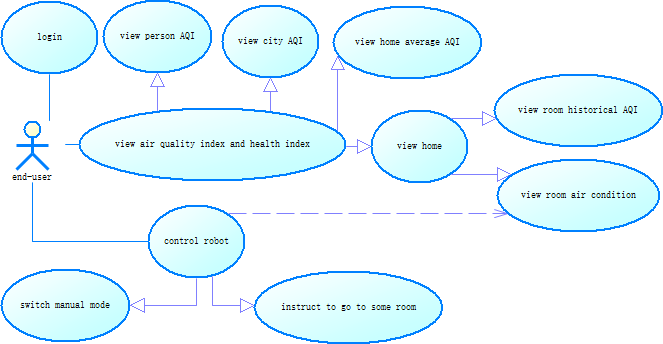 login
view person AQI
view city AQI
view home average AQI
view room historical AQI
view air quality index and health index
view home
end-user
view room air condition
control robot
switch manual mode
instruct to go to some room